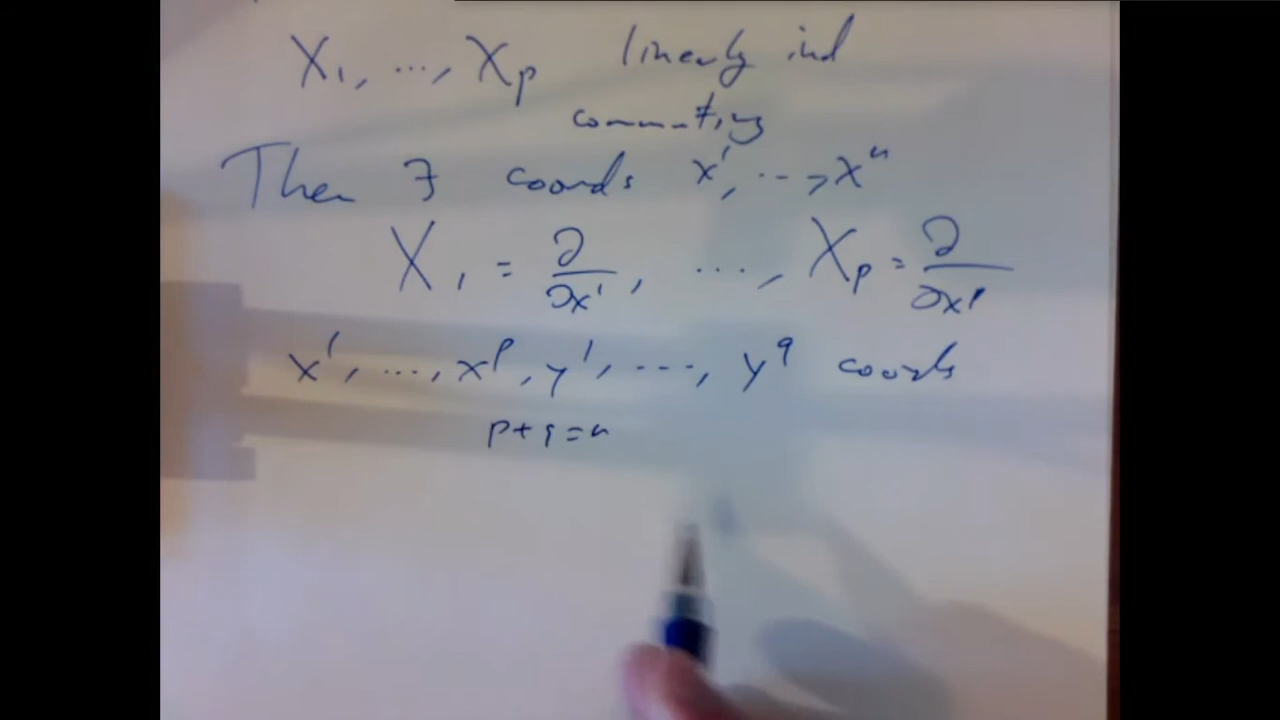 X₁, ..., Xₚ linearly ind
commuting
Then ∃ coords x¹, ..., xⁿ
X₁ = ∂/∂x¹, ..., Xₚ = ∂/∂xᵖ
x¹, ..., xᵖ, y¹, ..., y^q coords
p+q=n